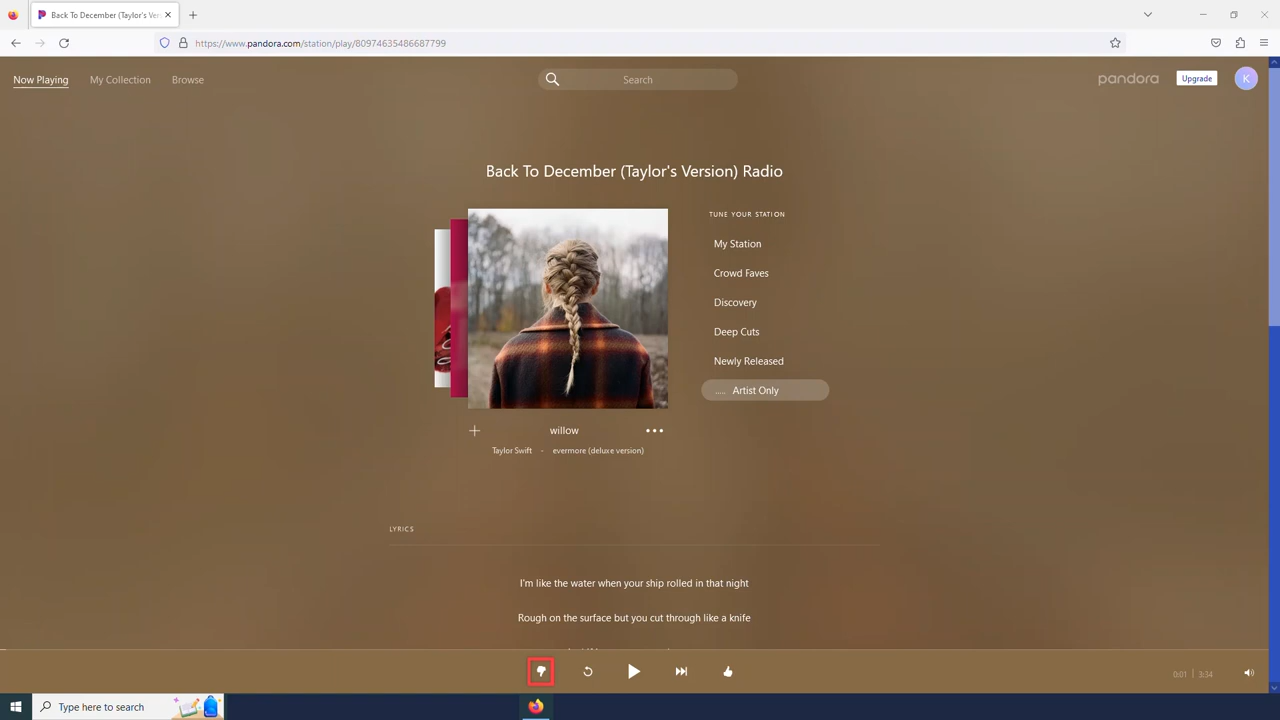 Back To December (Taylor's Ver
https://www.pandora.com/station/play/80974635486687799
Now Playing
My Collection
Browse
Search
pandora
Upgrade
K
Back To December (Taylor's Version) Radio
TUNE YOUR STATION
My Station
Crowd Faves
Discovery
Deep Cuts
Newly Released
..... Artist Only
willow
Taylor Swift - evermore (deluxe version)
LYRICS
I'm like the water when your ship rolled in that night
Rough on the surface but you cut through like a knife
0:01 | 3:34
Type here to search